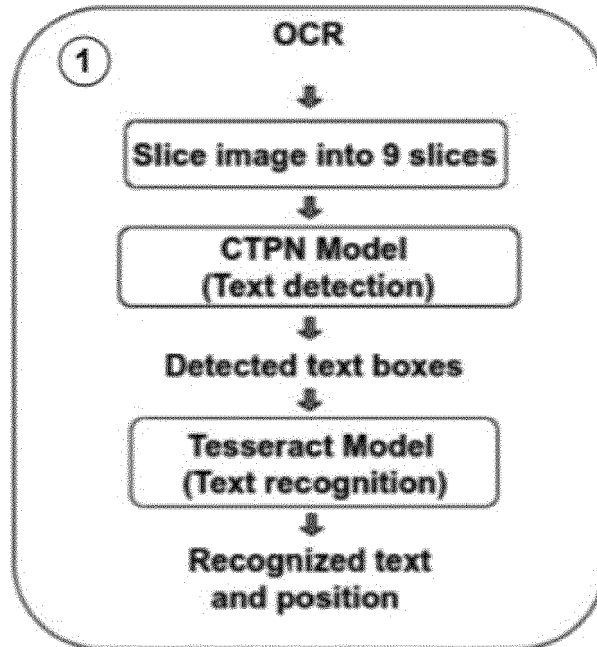 OCR
1
Slice image into 9 slices
CTPN Model
(Text detection)
Detected text boxes
Tesseract Model
(Text recognition)
Recognized text
and position